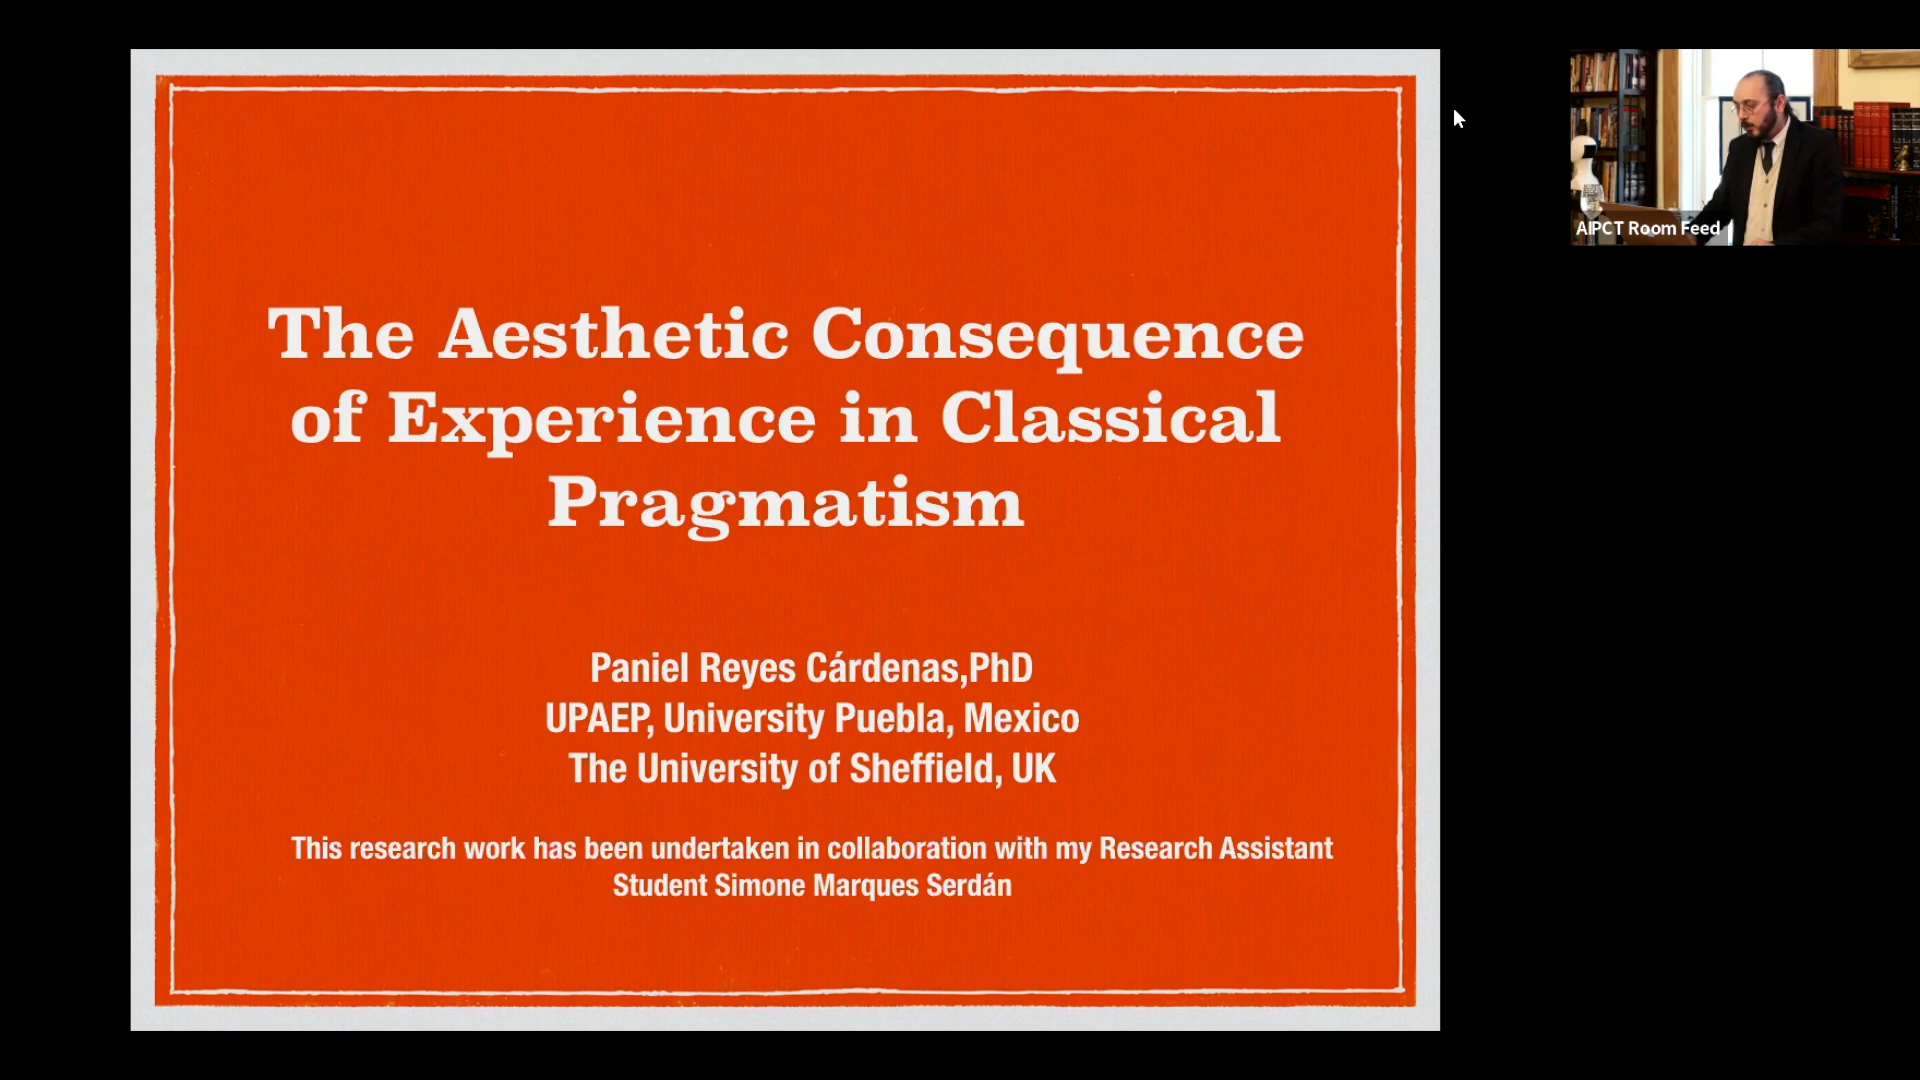 The Aesthetic Consequence
of Experience in Classical
Pragmatism
Paniel Reyes Cárdenas,PhD
UPAEP, University Puebla, Mexico
The University of Sheffield, UK
This research work has been undertaken in collaboration with my Research Assistant
Student Simone Marques Serdán
AIPCT Room Feed